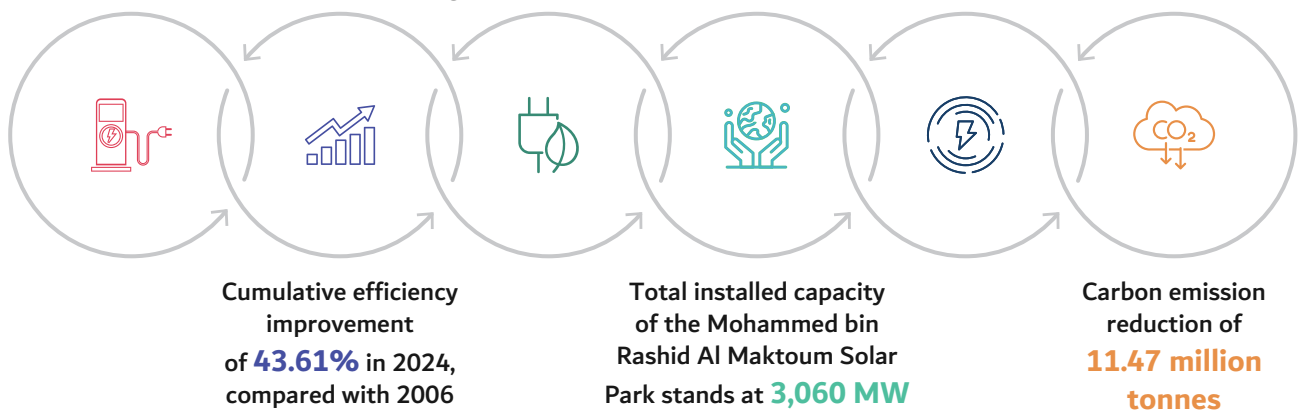 CO₂
Cumulative efficiency
improvement
of 43.61% in 2024,
compared with 2006
Total installed capacity
of the Mohammed bin
Rashid Al Maktoum Solar
Park stands at 3,060 MW
Carbon emission
reduction of
11.47 million
tonnes